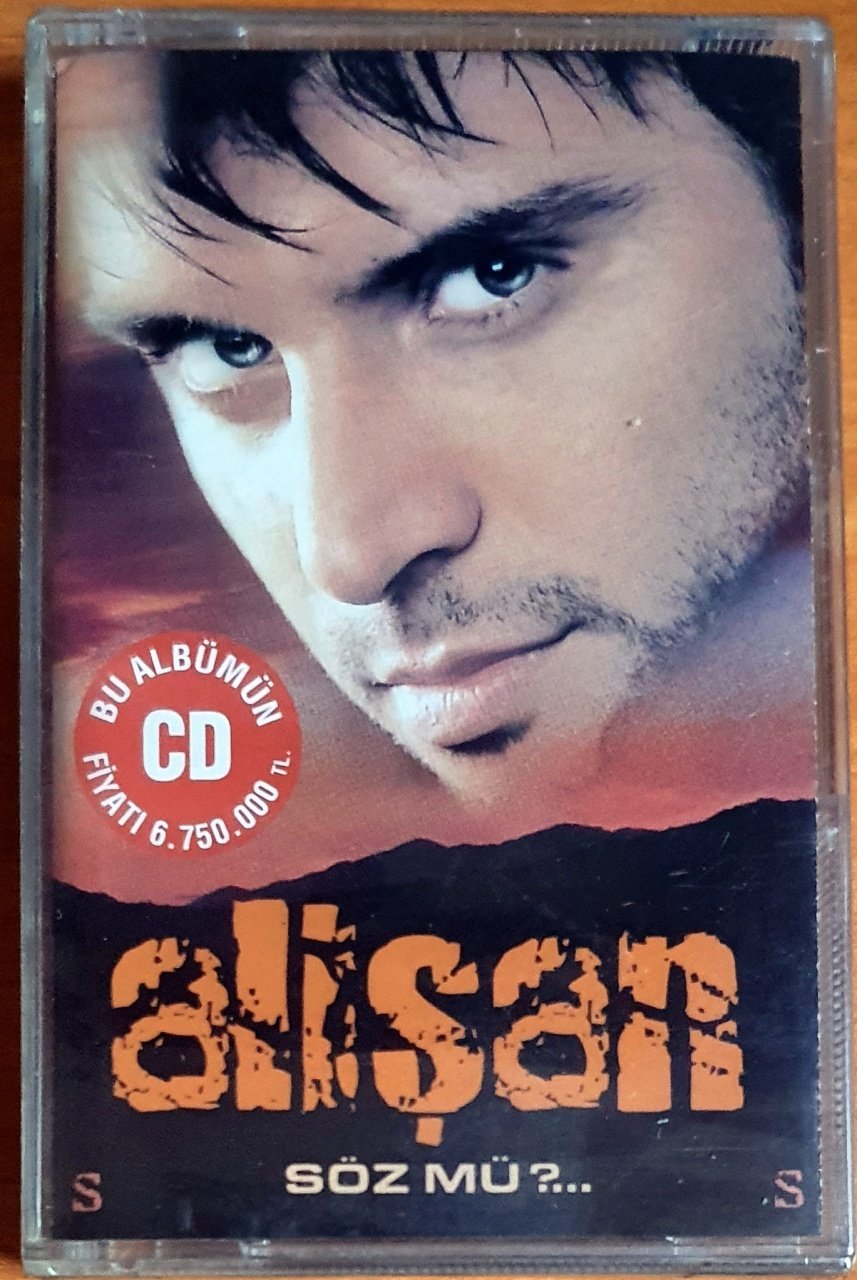 BU ALBÜMÜN
CD
FİYATI 6.750.000 TL.
alişan
SÖZ MÜ?...
S S